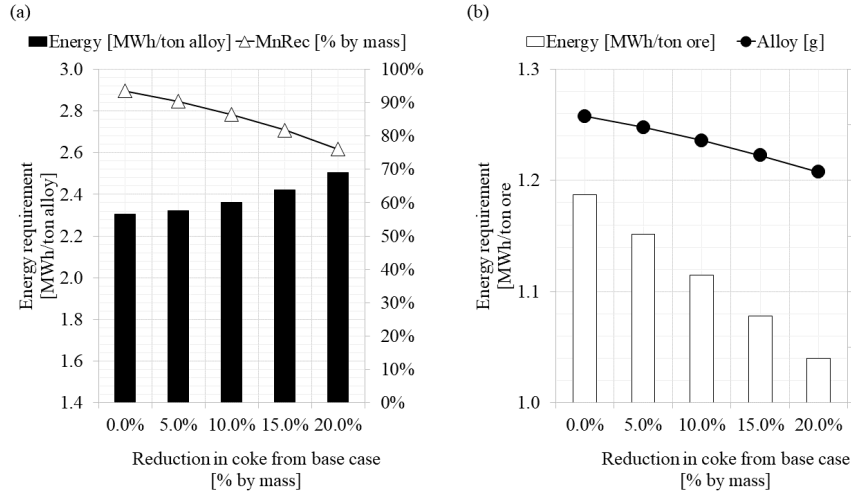 (a)
Energy [MWh/ton alloy] MnRec [% by mass]
3.0
2.8
2.6
2.4
2.2
2.0
1.8
1.6
1.4
Energy requirement
[MWh/ton alloy]
100%
90%
80%
70%
60%
50%
40%
30%
20%
10%
0%
0.0% 5.0% 10.0% 15.0% 20.0%
Reduction in coke from base case
[% by mass]
(b)
Energy [MWh/ton ore] Alloy [g]
1.3
1.2
1.1
1.0
Energy requirement
[MWh/ton ore
0.0% 5.0% 10.0% 15.0% 20.0%
Reduction in coke from base case
[% by mass]